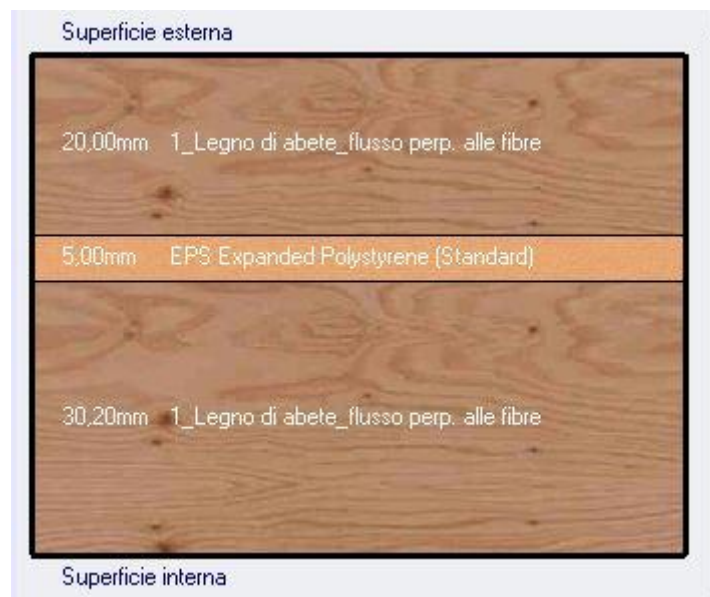 Superficie esterna
20,00mm 1_Legno di abete_flusso perp. alle fibre
5,00mm EPS Expanded Polystyrene (Standard)
30,20mm 1_Legno di abete_flusso perp. alle fibre
Superficie interna